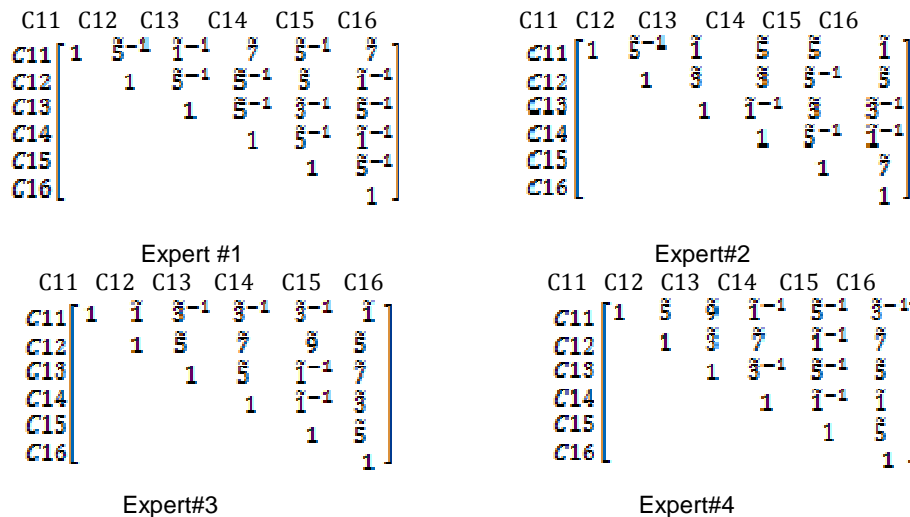 C11 C12 C13 C14 C15 C16
C11 1 5̃⁻¹ 1̃⁻¹ 7̃ 5̃⁻¹ 7̃
C12 1 5̃⁻¹ 5̃⁻¹ 5̃ 1̃⁻¹
C13 1 5̃⁻¹ 3̃⁻¹ 5̃⁻¹
C14 1 5̃⁻¹ 1̃⁻¹
C15 1 5̃⁻¹
C16 1
Expert #1
C11 C12 C13 C14 C15 C16
C11 1 5̃⁻¹ 1̃ 5̃ 5̃ 1̃
C12 1 3̃ 3̃ 5̃⁻¹ 5̃
C13 1 1̃⁻¹ 3̃ 3̃⁻¹
C14 1 5̃⁻¹ 1̃⁻¹
C15 1 7̃
C16 1
Expert#2
C11 C12 C13 C14 C15 C16
C11 1 1̃ 3̃⁻¹ 3̃⁻¹ 3̃⁻¹ 1̃
C12 1 5̃ 7̃ 9̃ 5̃
C13 1 5̃ 1̃⁻¹ 7̃
C14 1 1̃⁻¹ 3̃
C15 1 5̃
C16 1
Expert#3
C11 C12 C13 C14 C15 C16
C11 1 5̃ 9̃ 1̃⁻¹ 5̃⁻¹ 3̃⁻¹
C12 1 3̃ 7̃ 1̃⁻¹ 7̃
C13 1 3̃⁻¹ 5̃⁻¹ 5̃
C14 1 1̃⁻¹ 1̃
C15 1 5̃
C16 1
Expert#4